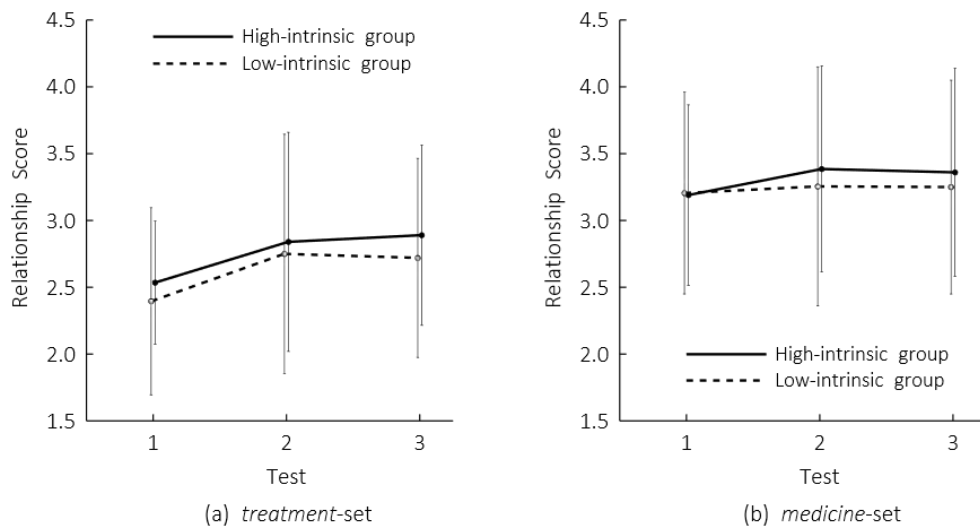 4.5
4.0
3.5
3.0
2.5
2.0
1.5
Relationship Score
High-intrinsic group
Low-intrinsic group
1 2 3
Test
(a) treatment-set
4.5
4.0
3.5
3.0
2.5
2.0
1.5
Relationship Score
High-intrinsic group
Low-intrinsic group
1 2 3
Test
(b) medicine-set